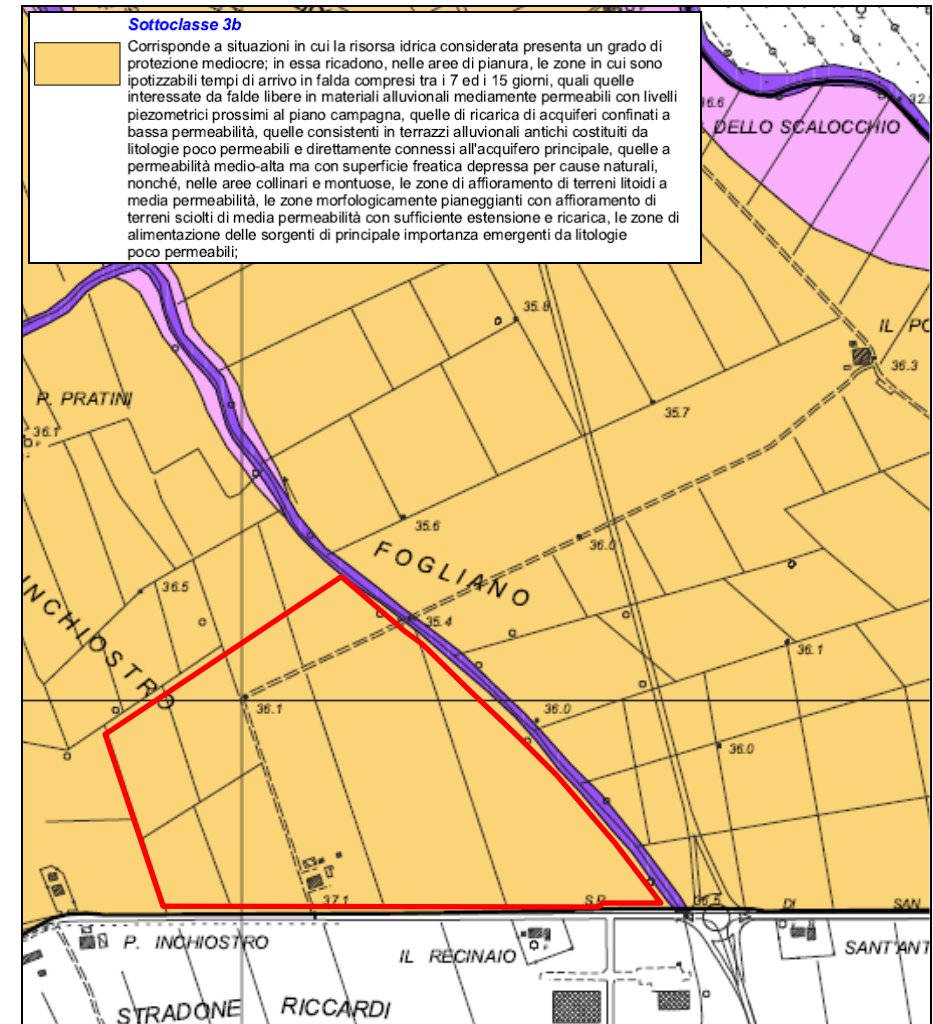 Sottoclasse 3b
Corrisponde a situazioni in cui la risorsa idrica considerata presenta un grado di
protezione mediocre; in essa ricadono, nelle aree di pianura, le zone in cui sono
ipotizzabili tempi di arrivo in falda compresi tra i 7 ed i 15 giorni, quali quelle
interessate da falde libere in materiali alluvionali mediamente permeabili con livelli
piezometrici prossimi al piano campagna, quelle di ricarica di acquiferi confinati a
bassa permeabilità, quelle consistenti in terrazzi alluvionali antichi costituiti da
litologie poco permeabili e direttamente connessi all'acquifero principale, quelle a
permeabilità medio-alta ma con superficie freatica depressa per cause naturali,
nonché, nelle aree collinari e montuose, le zone di affioramento di terreni litoidi a
media permeabilità, le zone morfologicamente pianeggianti con affioramento di
terreni sciolti di media permeabilità con sufficiente estensione e ricarica, le zone di
alimentazione delle sorgenti di principale importanza emergenti da litologie
poco permeabili;
36.6
DELLO SCALOCCHIO
35.8
IL PO
36.3
P. PRATINI
35.7
36.1
35.6
FOGLIANO
36.0
36.5
INCHIOSTRO
35.4
36.1
36.1
36.0
36.0
37.1
S.P.
36.5
DI
SAN
P. INCHIOSTRO
IL RECINAIO
SANT'ANT
STRADONE RICCARDI